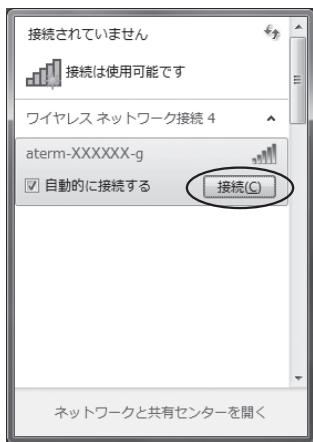 接続されていません
接続は使用可能です
ワイヤレス ネットワーク接続 4
aterm-XXXXXX-g
自動的に接続する
接続(C)
ネットワークと共有センターを開く